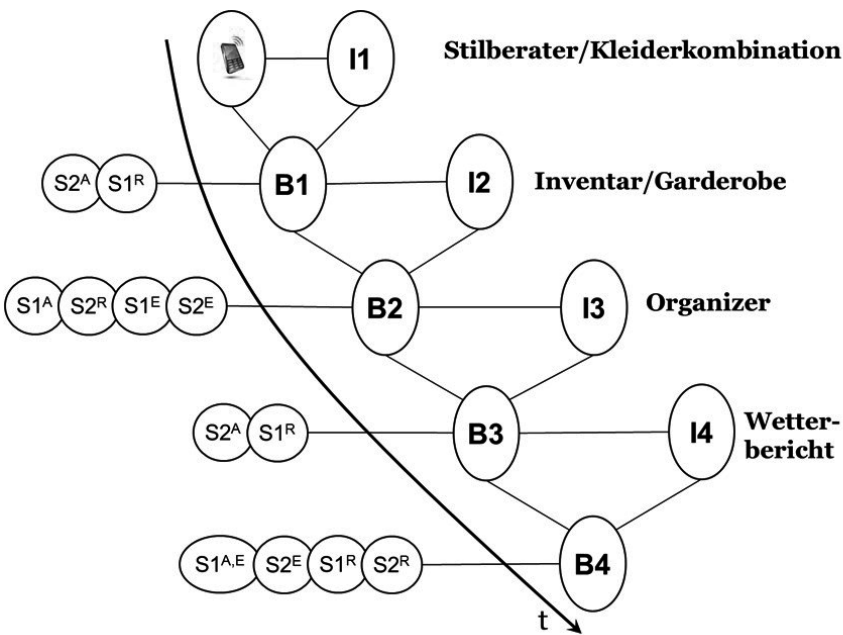 I1 Stilberater/Kleiderkombination
S2ᴬ S1ᴿ B1 I2 Inventar/Garderobe
S1ᴬ S2ᴿ S1ᴱ S2ᴱ B2 I3 Organizer
S2ᴬ S1ᴿ B3 I4 Wetter-
bericht
S1ᴬ,ᴱ S2ᴱ S1ᴿ S2ᴿ B4
t